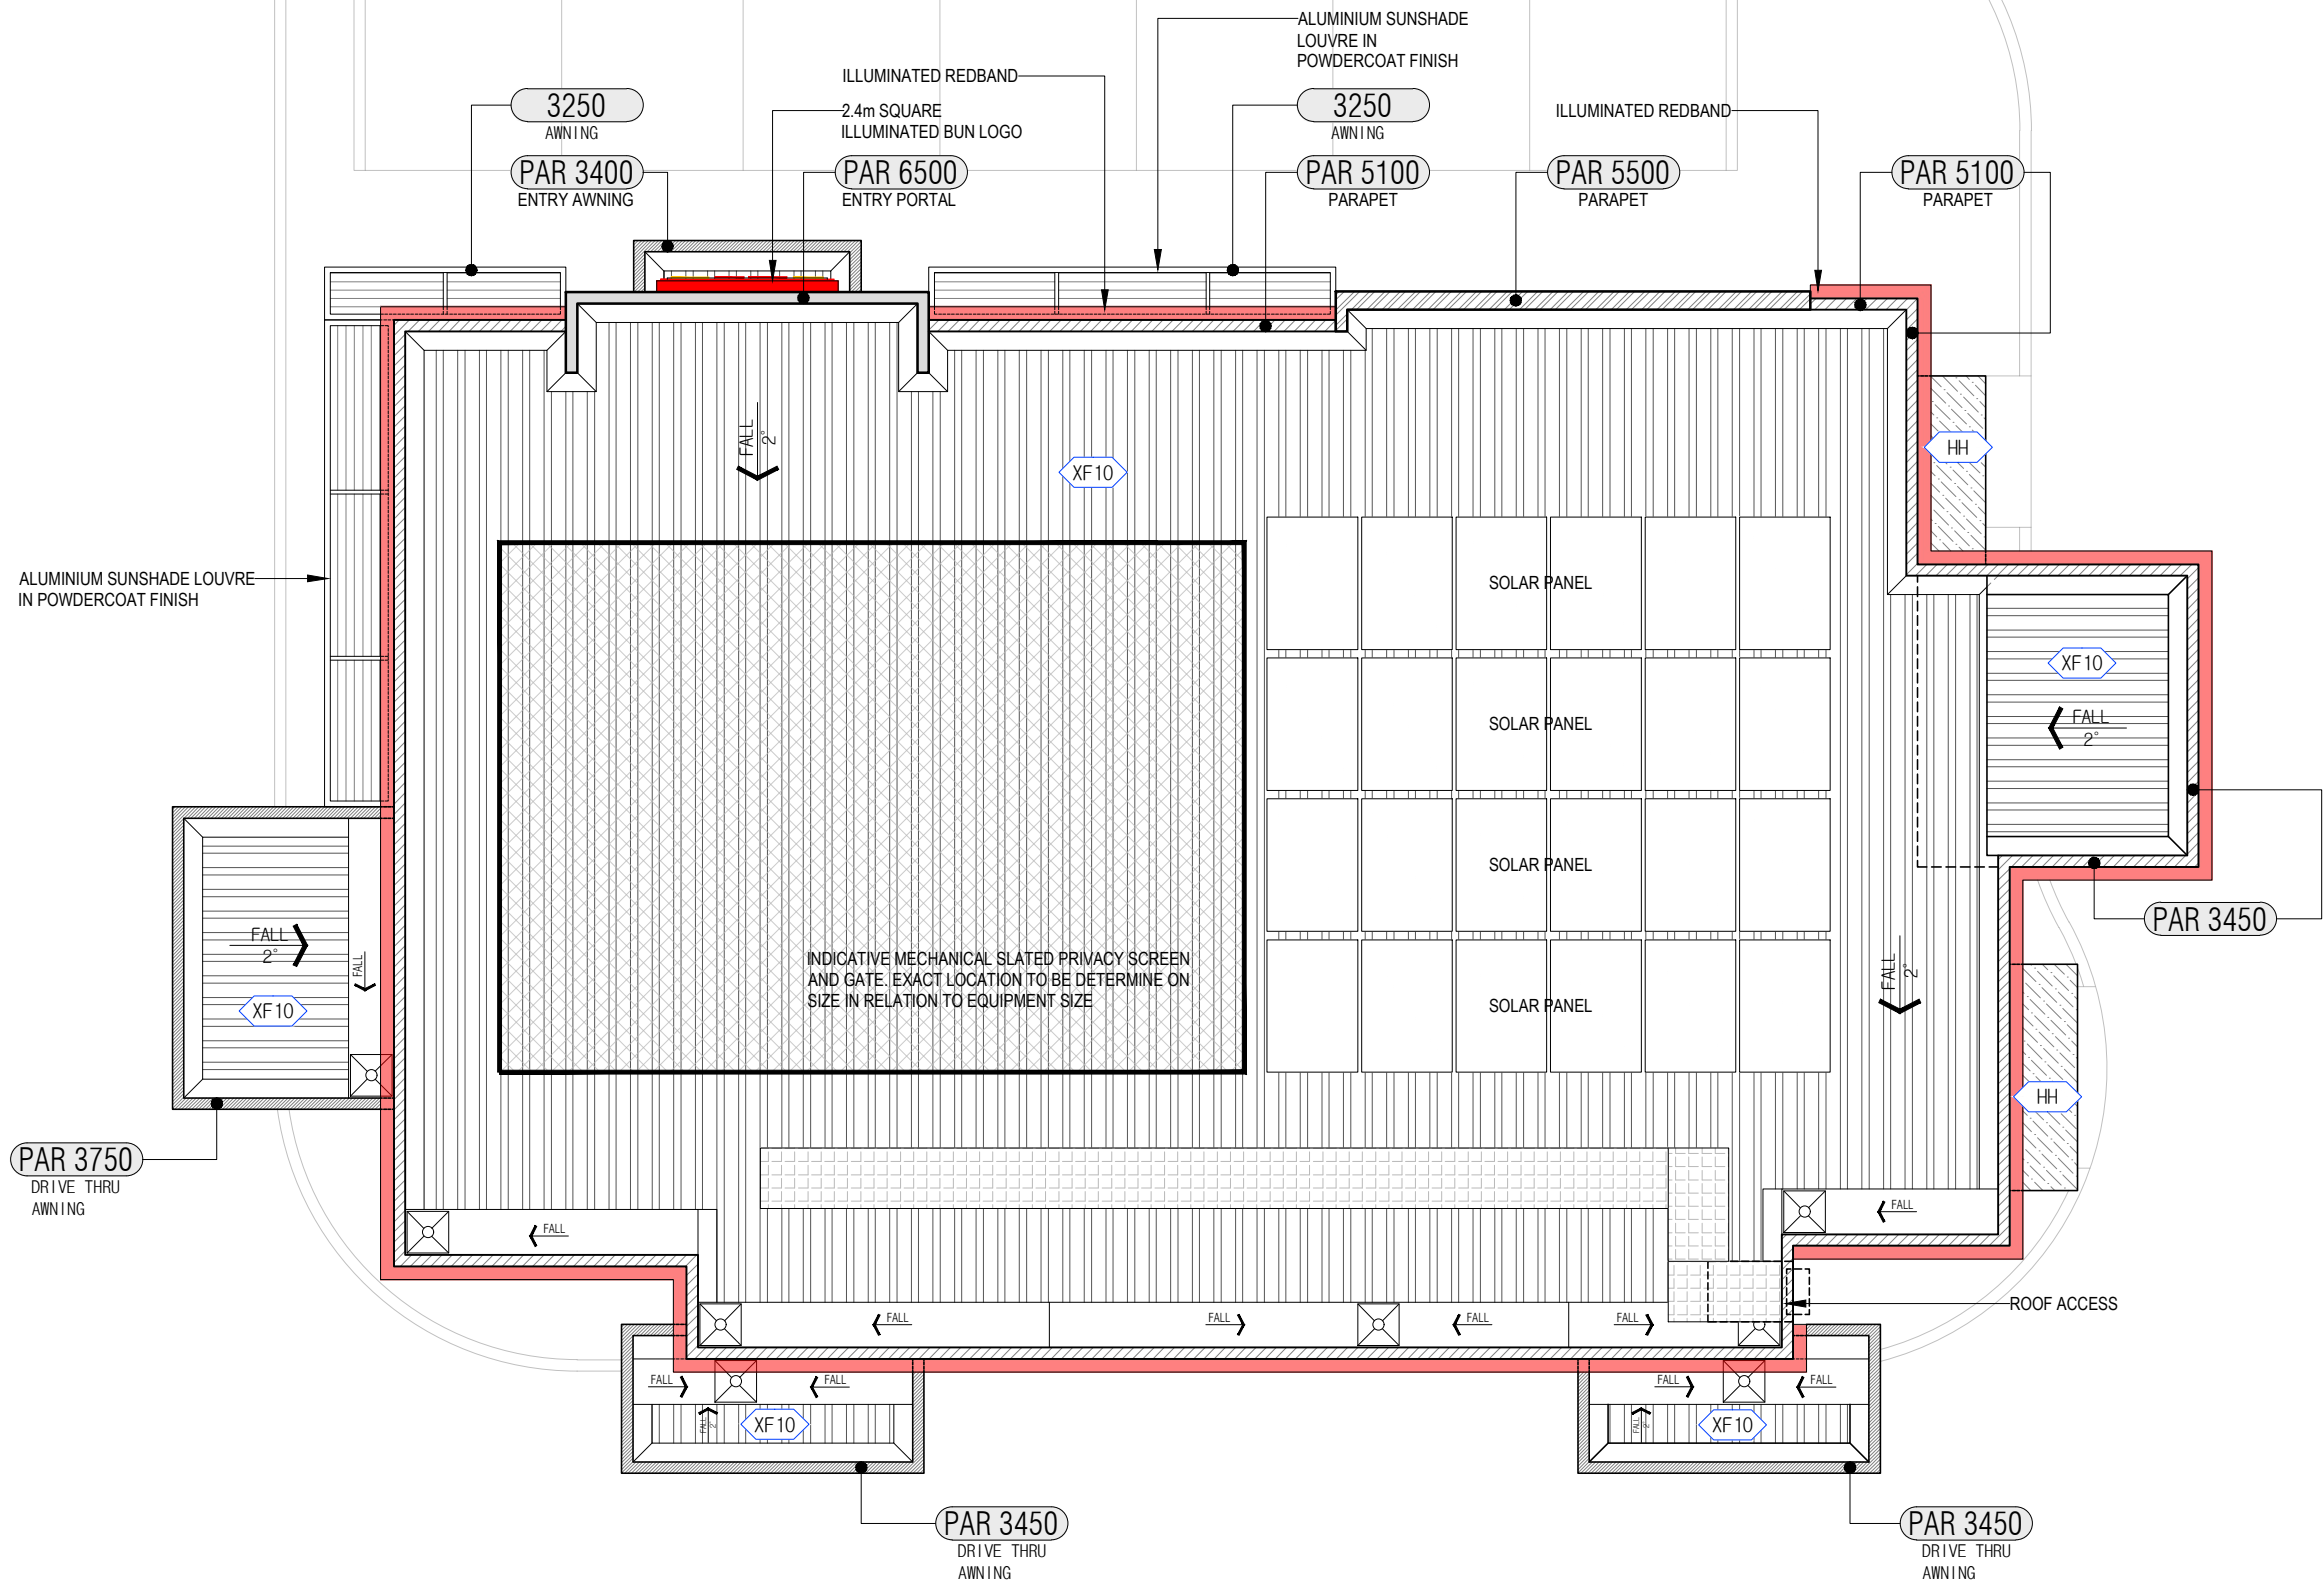 ALUMINIUM SUNSHADE
LOUVRE IN
POWDERCOAT FINISH
ILLUMINATED REDBAND
3250
AWNING
2.4m SQUARE
ILLUMINATED BUN LOGO
3250
AWNING
ILLUMINATED REDBAND
PAR 3400
ENTRY AWNING
PAR 6500
ENTRY PORTAL
PAR 5100
PARAPET
PAR 5500
PARAPET
PAR 5100
PARAPET
FALL
2°
XF10
HH
ALUMINIUM SUNSHADE LOUVRE
IN POWDERCOAT FINISH
SOLAR PANEL
XF10
FALL
2°
SOLAR PANEL
SOLAR PANEL
PAR 3450
FALL
2°
FALL
XF10
INDICATIVE MECHANICAL SLATED PRIVACY SCREEN
AND GATE. EXACT LOCATION TO BE DETERMINE ON
SIZE IN RELATION TO EQUIPMENT SIZE
SOLAR PANEL
FALL
2°
HH
PAR 3750
DRIVE THRU
AWNING
FALL
FALL
ROOF ACCESS
FALL
FALL
FALL
FALL
FALL
FALL
FALL
FALL
FALL
2°
XF10
FALL
2°
XF10
PAR 3450
DRIVE THRU
AWNING
PAR 3450
DRIVE THRU
AWNING